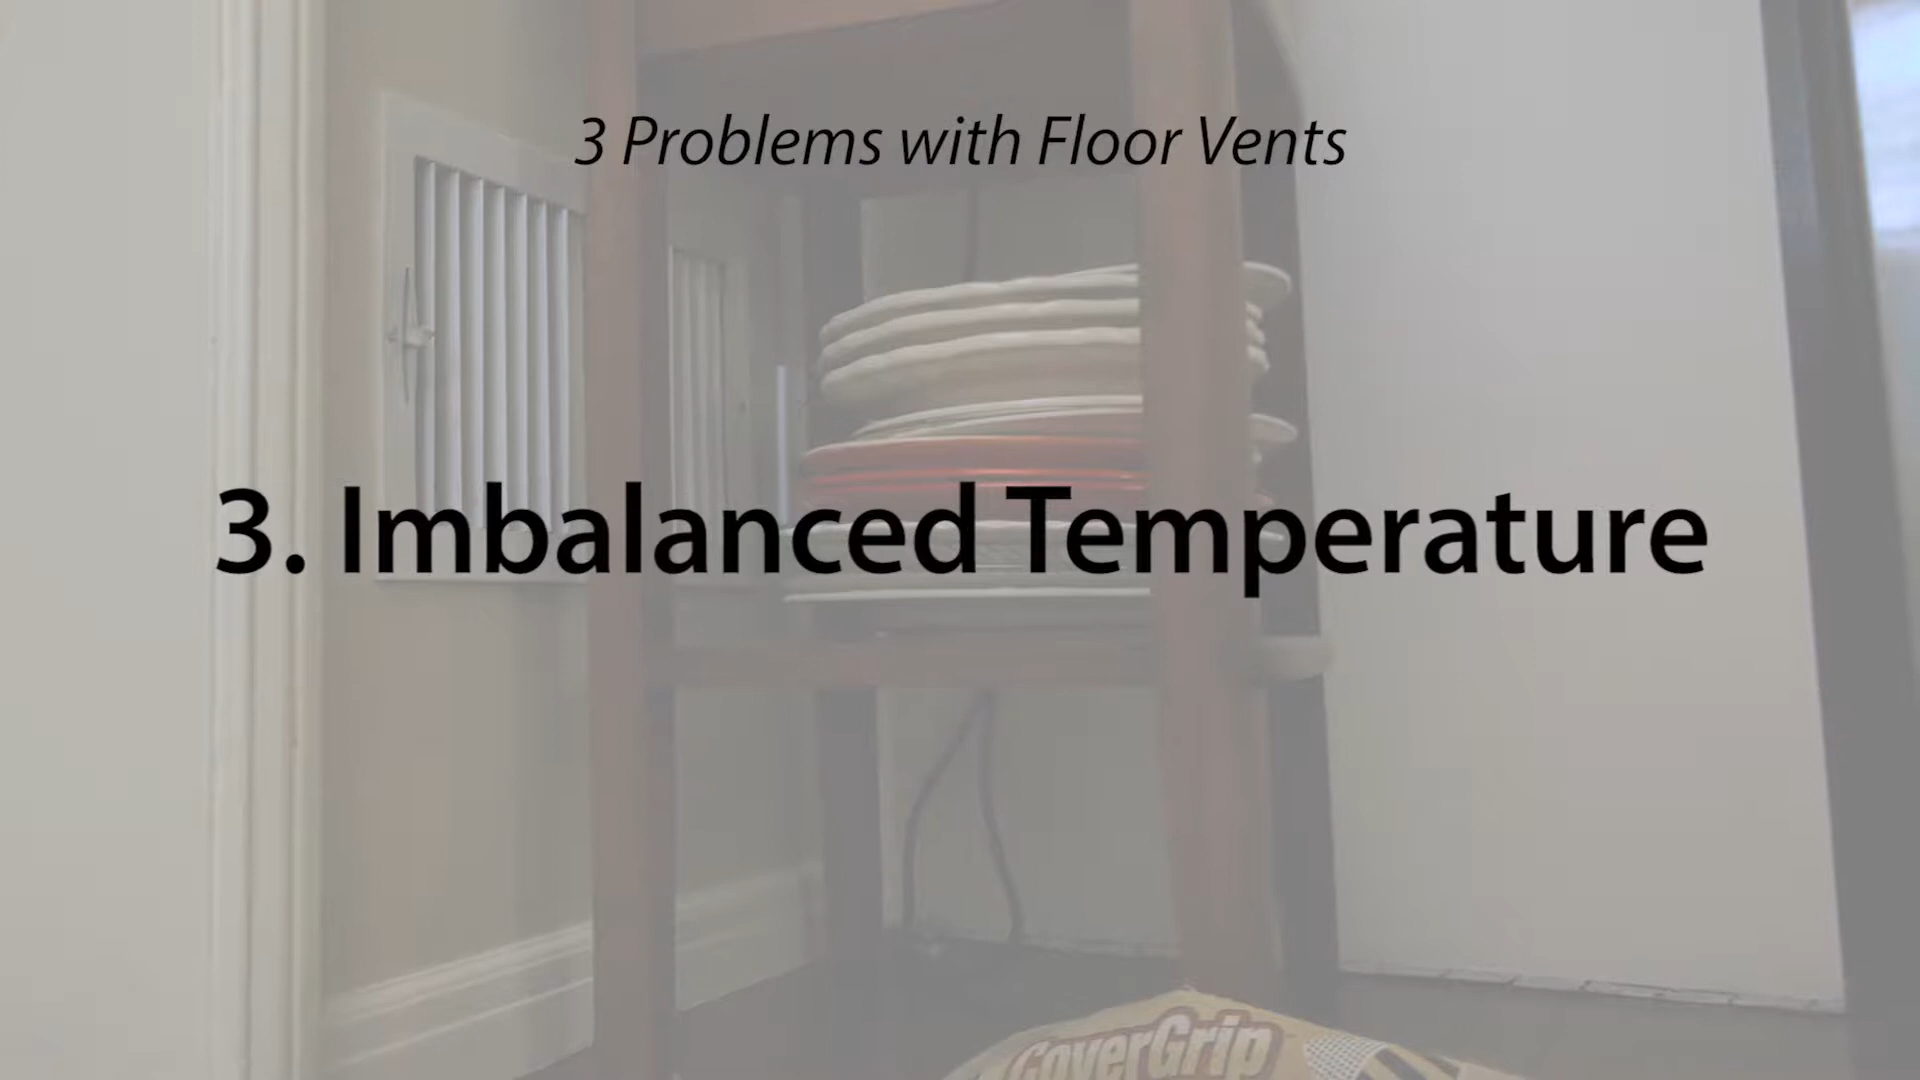 3 Problems with Floor Vents
3. Imbalanced Temperature
CoverGrip